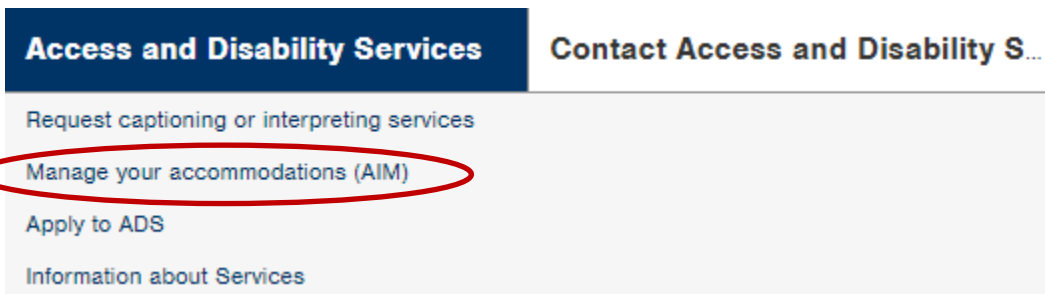 Access and Disability Services
Contact Access and Disability S...
Request captioning or interpreting services
Manage your accommodations (AIM)
Apply to ADS
Information about Services